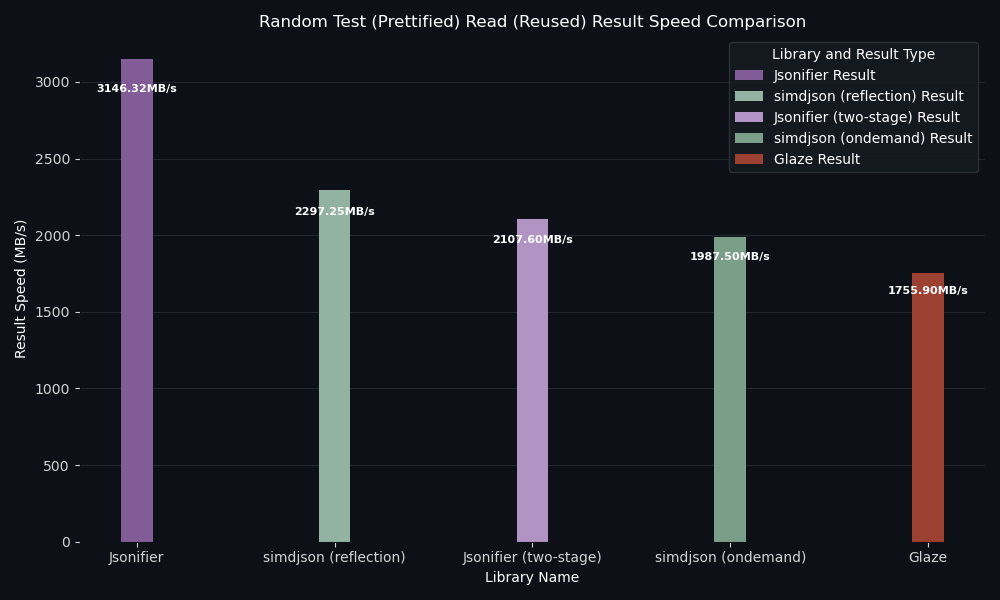 Random Test (Prettified) Read (Reused) Result Speed Comparison
Library and Result Type
Jsonifier Result
simdjson (reflection) Result
Jsonifier (two-stage) Result
simdjson (ondemand) Result
Glaze Result
Result Speed (MB/s)
3000
2500
2000
1500
1000
500
0
3146.32MB/s
2297.25MB/s
2107.60MB/s
1987.50MB/s
1755.90MB/s
Jsonifier
simdjson (reflection)
Jsonifier (two-stage)
simdjson (ondemand)
Glaze
Library Name